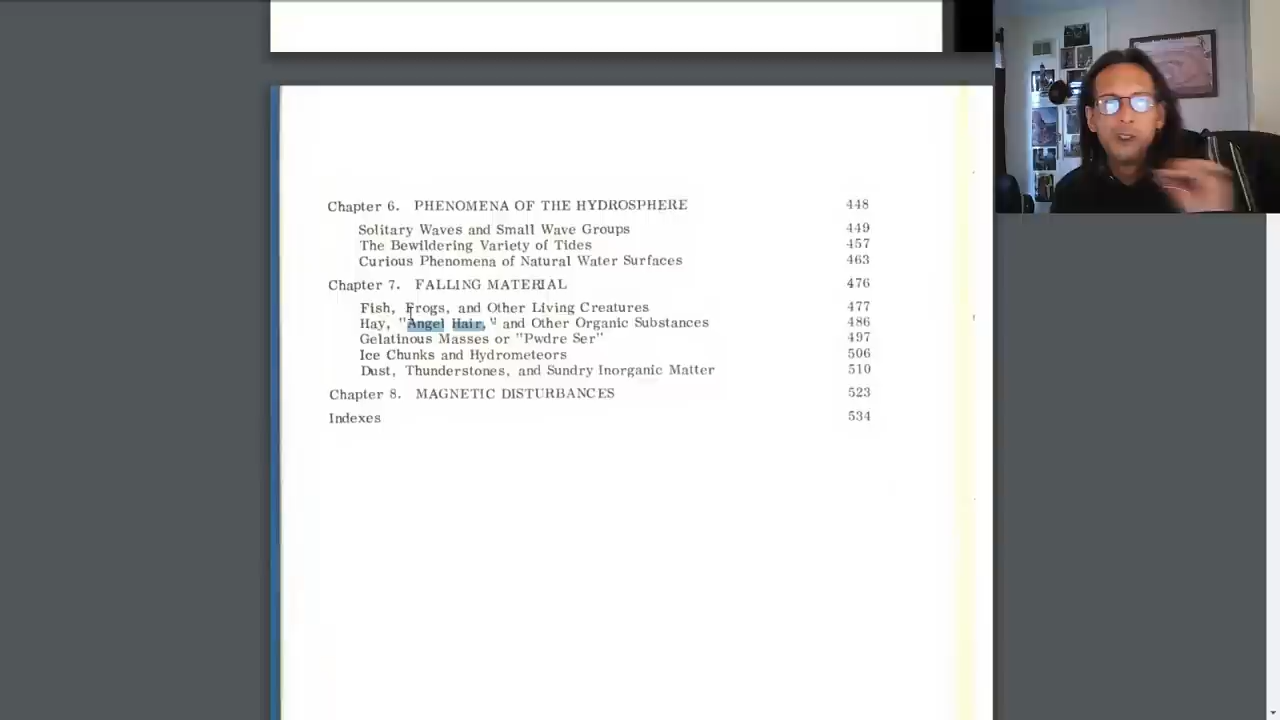 Chapter 6. PHENOMENA OF THE HYDROSPHERE 448
Solitary Waves and Small Wave Groups 449
The Bewildering Variety of Tides 457
Curious Phenomena of Natural Water Surfaces 463
Chapter 7. FALLING MATERIAL 476
Fish, Frogs, and Other Living Creatures 477
Hay, "Angel Hair," and Other Organic Substances 486
Gelatinous Masses or "Pwdre Ser" 497
Ice Chunks and Hydrometeors 506
Dust, Thunderstones, and Sundry Inorganic Matter 510
Chapter 8. MAGNETIC DISTURBANCES 523
Indexes 534